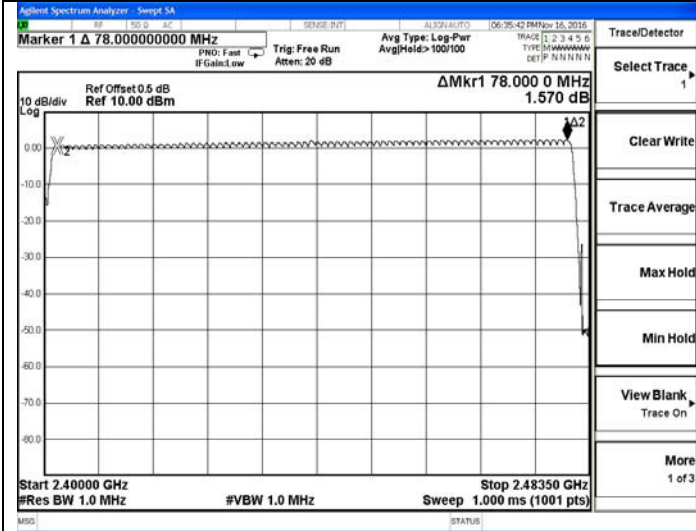 Agilent Spectrum Analyzer - Swept SA
RF 50 Ω AC SENSE:INT ALIGN AUTO 06:35:42 PM Nov 16, 2016
Marker 1 Δ 78.000000000 MHz
PNO: Fast
IFGain:Low
Trig: Free Run
Atten: 20 dB
Avg Type: Log-Pwr
Avg|Hold:> 100/100
TRACE 1 2 3 4 5 6
TYPE MWWWWW
DET P N N N N N
Ref Offset 0.5 dB
10 dB/div Ref 10.00 dBm
Log
ΔMkr1 78.000 0 MHz
1.570 dB
1Δ2
X2
0.00
-10.0
-20.0
-30.0
-40.0
-50.0
-60.0
-70.0
-80.0
Start 2.40000 GHz
#Res BW 1.0 MHz
#VBW 1.0 MHz
Stop 2.48350 GHz
Sweep 1.000 ms (1001 pts)
MSG
STATUS
Trace/Detector
Select Trace
1
Clear Write
Trace Average
Max Hold
Min Hold
View Blank
Trace On
More
1 of 3